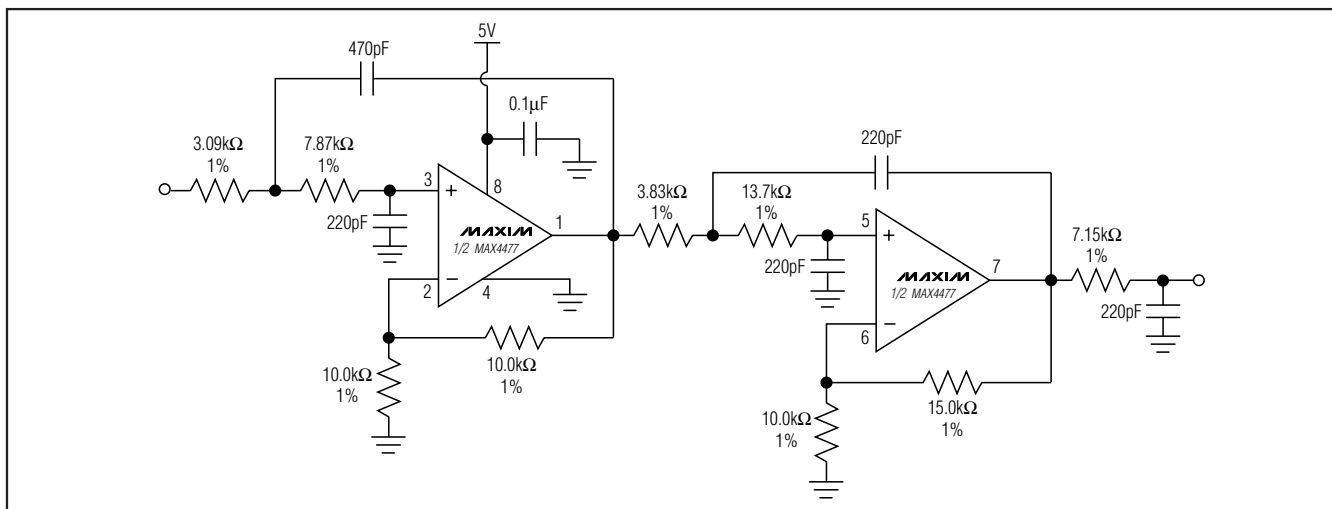 5V
470pF
0.1µF
3.09kΩ
1%
7.87kΩ
1%
220pF
3
+
8
MAXIM
1/2 MAX4477
1
−
2
4
10.0kΩ
1%
10.0kΩ
1%
3.83kΩ
1%
13.7kΩ
1%
220pF
220pF
5
+
MAXIM
1/2 MAX4477
7
−
6
7.15kΩ
1%
220pF
15.0kΩ
1%
10.0kΩ
1%